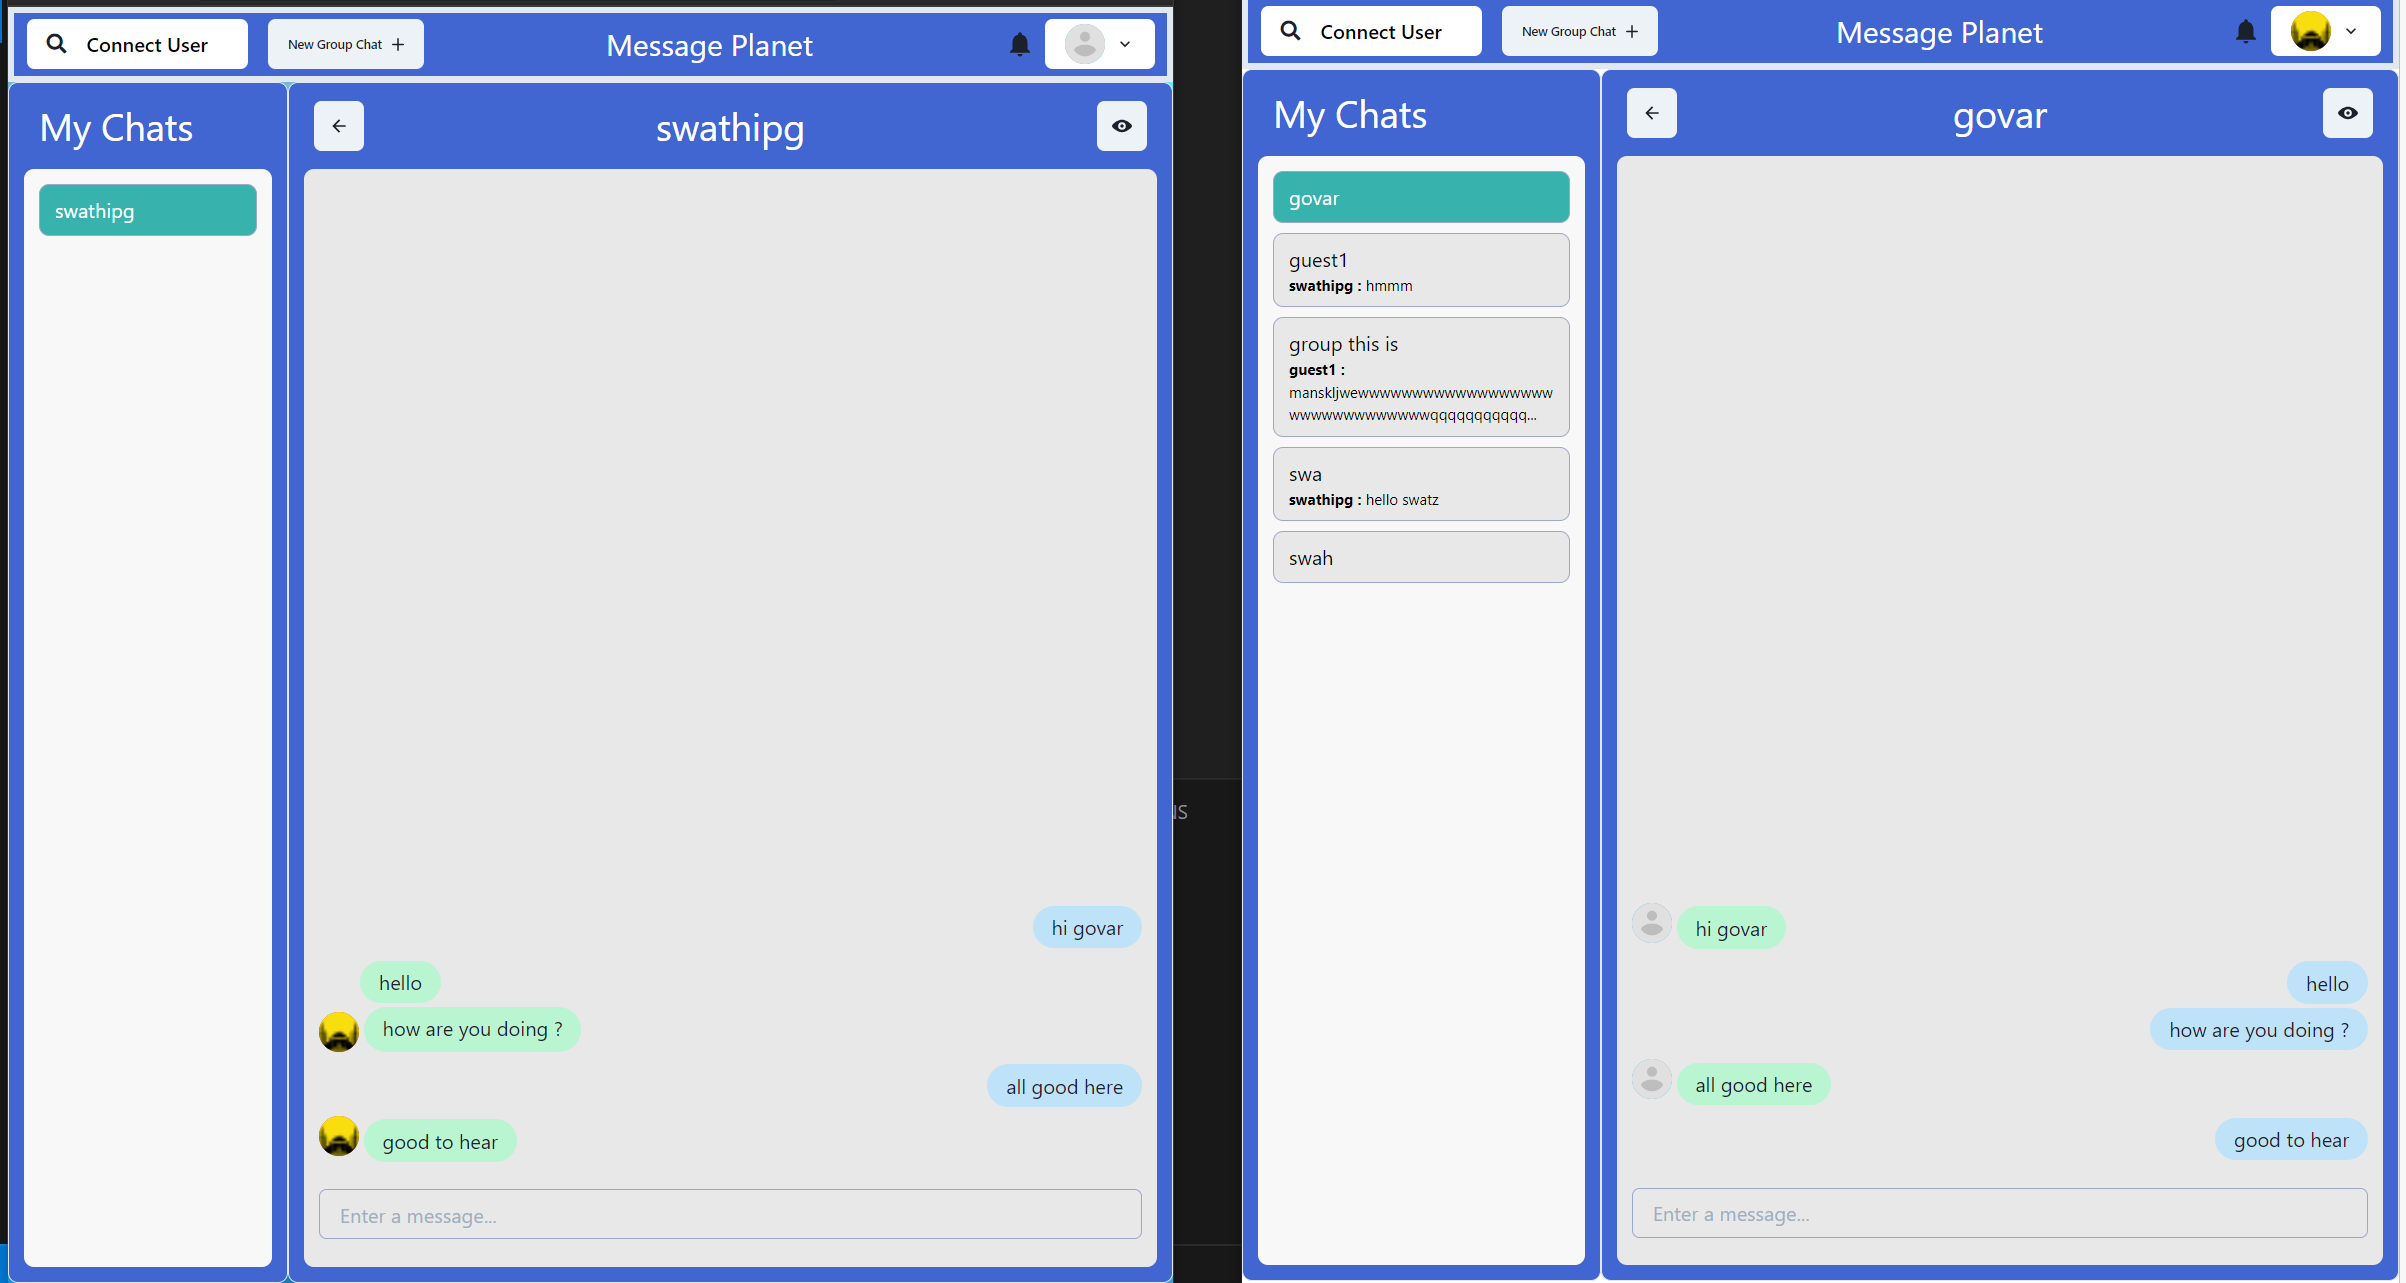 Connect User
New Group Chat +
Message Planet
My Chats
swathipg
swathipg
hi govar
hello
how are you doing ?
all good here
good to hear
Enter a message...
NS
Connect User
New Group Chat +
Message Planet
My Chats
govar
govar
guest1
swathipg : hmmm
group this is
guest1 :
swa
swathipg : hello swatz
swah
hi govar
hello
how are you doing ?
all good here
good to hear
Enter a message...